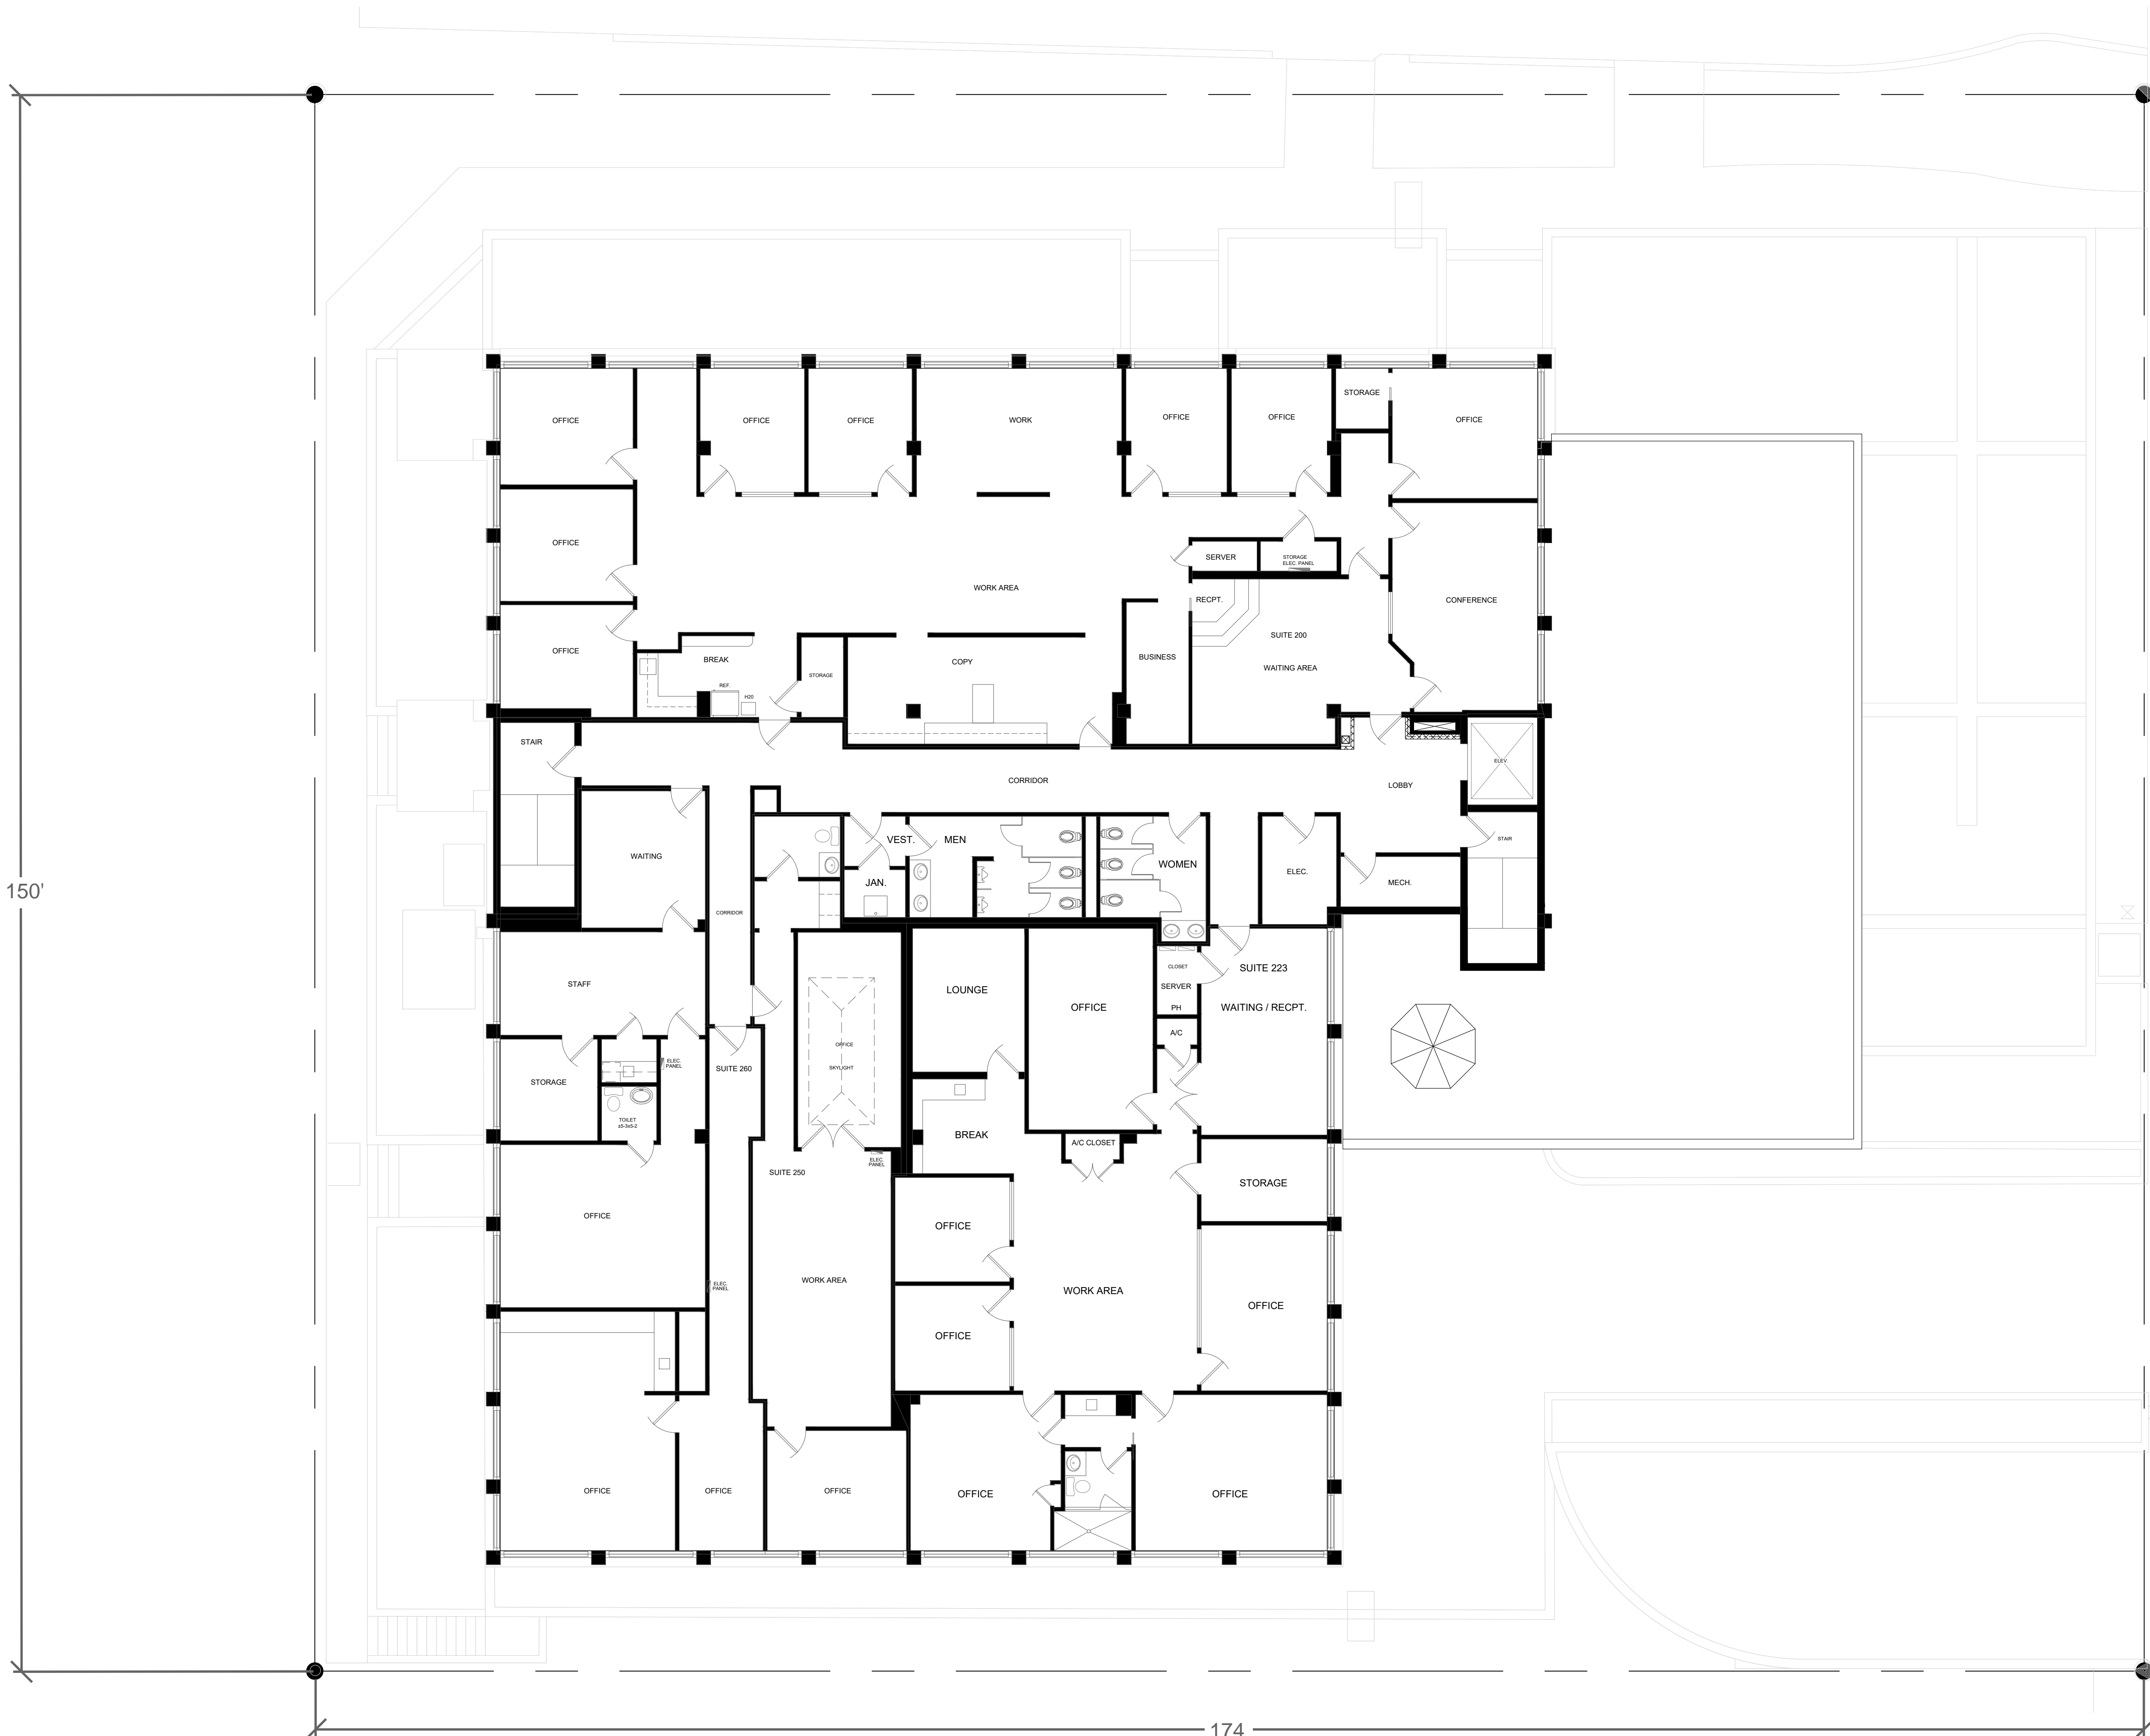 OFFICE
OFFICE
OFFICE
WORK
OFFICE
OFFICE
STORAGE
OFFICE
OFFICE
SERVER
STORAGE
ELEC. PANEL
WORK AREA
RECPT.
CONFERENCE
SUITE 200
OFFICE
BREAK
STORAGE
COPY
BUSINESS
WAITING AREA
REF.
H20
STAIR
CORRIDOR
LOBBY
ELEV.
WAITING
VEST.
MEN
WOMEN
STAIR
JAN.
ELEC.
MECH.
CORRIDOR
150'
STAFF
LOUNGE
OFFICE
CLOSET
SERVER
PH
SUITE 223
WAITING / RECPT.
A/C
OFFICE
SKYLIGHT
ELEC.
PANEL
SUITE 260
STORAGE
TOILET
±5-3x5-2
BREAK
A/C CLOSET
ELEC.
PANEL
SUITE 250
STORAGE
OFFICE
OFFICE
ELEC.
PANEL
WORK AREA
WORK AREA
OFFICE
OFFICE
OFFICE
OFFICE
OFFICE
OFFICE
OFFICE
174